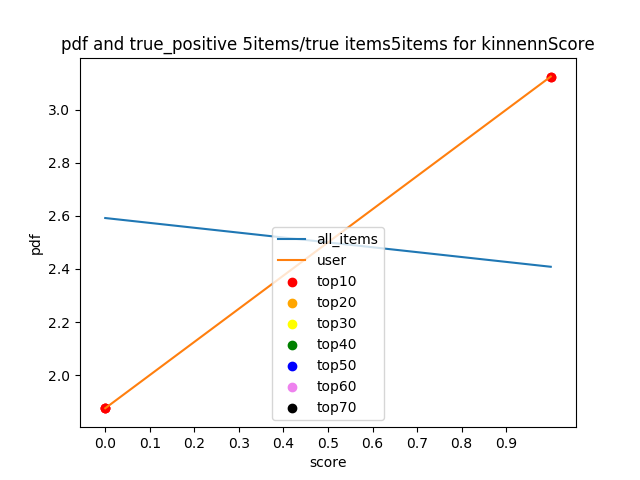 pdf and true_positive 5items/true items5items for kinnennScore
pdf
3.0
2.8
2.6
2.4
2.2
2.0
all_items
user
top10
top20
top30
top40
top50
top60
top70
0.0 0.1 0.2 0.3 0.4 0.5 0.6 0.7 0.8 0.9
score